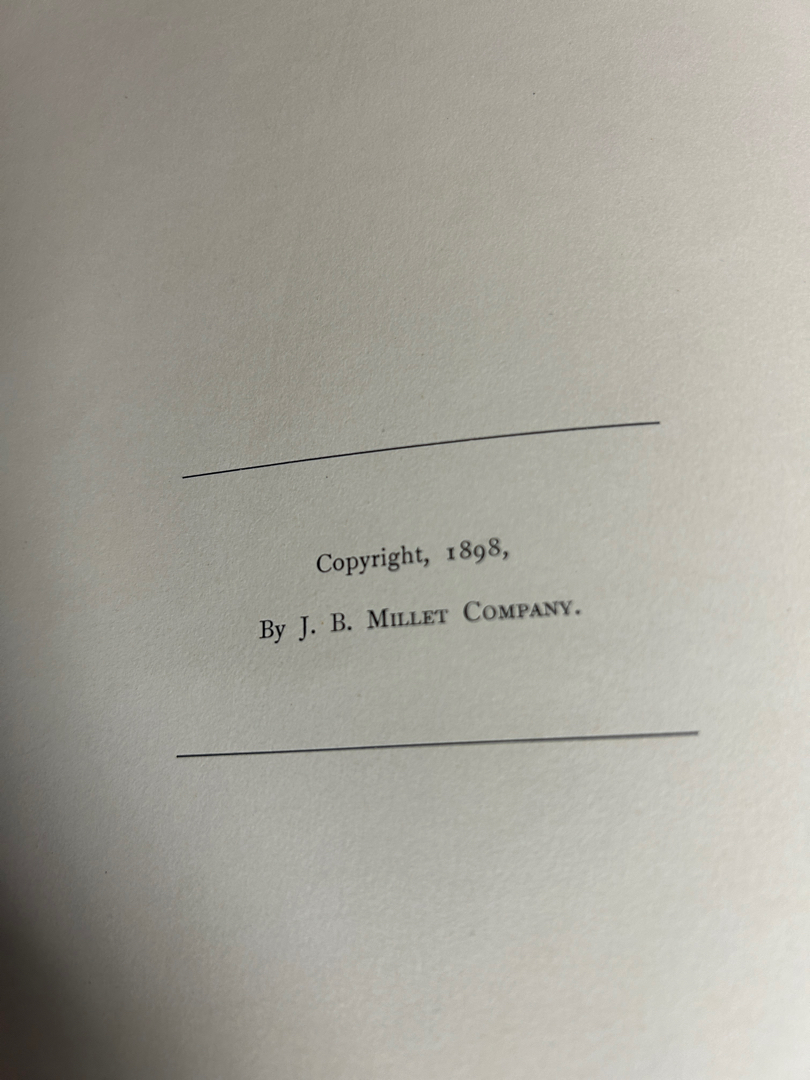 Copyright, 1898,
By J. B. MILLET COMPANY.